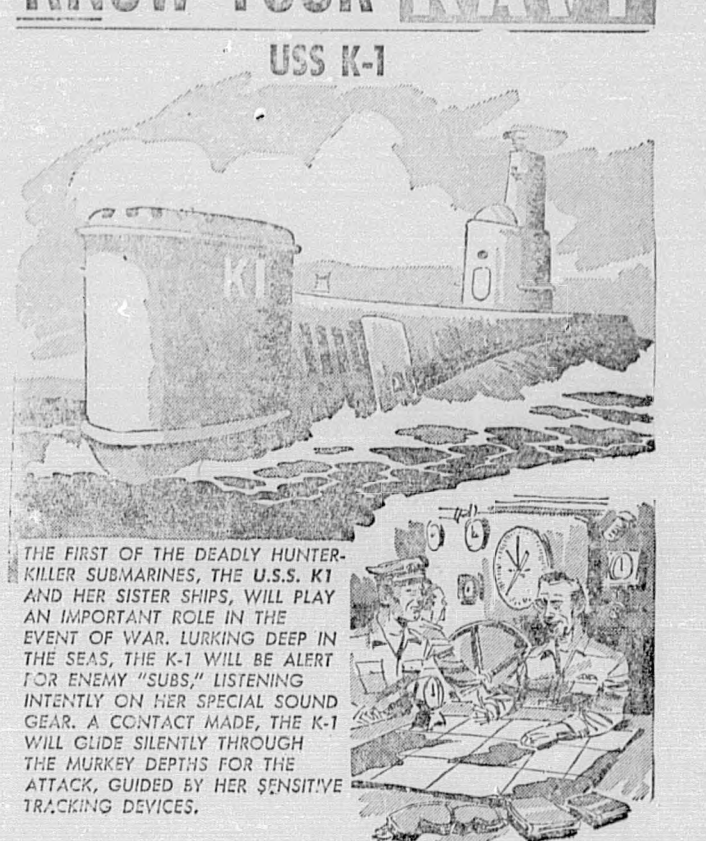 KNOW YOUR NAVY
USS K-1
K1
THE FIRST OF THE DEADLY HUNTER-
KILLER SUBMARINES, THE U.S.S. K1
AND HER SISTER SHIPS, WILL PLAY
AN IMPORTANT ROLE IN THE
EVENT OF WAR. LURKING DEEP IN
THE SEAS, THE K-1 WILL BE ALERT
FOR ENEMY "SUBS," LISTENING
INTENTLY ON HER SPECIAL SOUND
GEAR. A CONTACT MADE, THE K-1
WILL GLIDE SILENTLY THROUGH
THE MURKEY DEPTHS FOR THE
ATTACK, GUIDED BY HER SENSITIVE
TRACKING DEVICES.